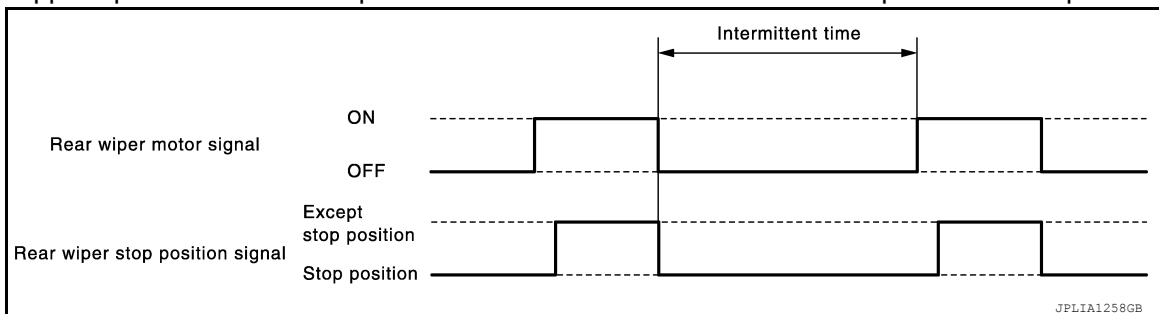 Intermittent time
ON
Rear wiper motor signal
OFF
Except
stop position
Rear wiper stop position signal
Stop position
JPLIA1258GB